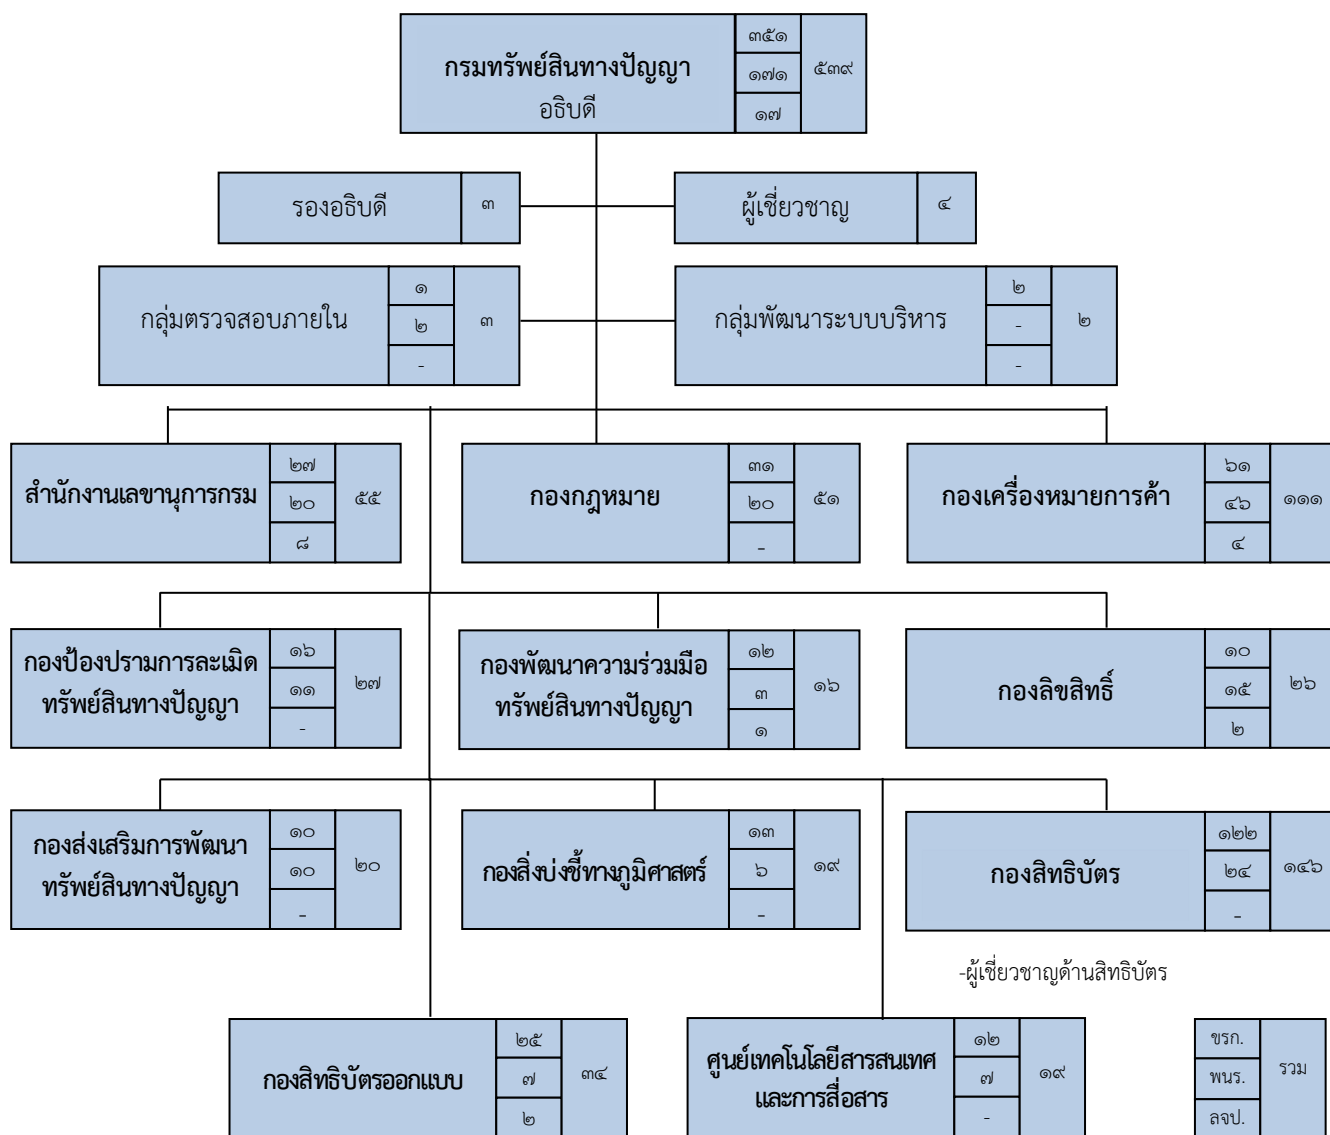 กรมทรัพย์สินทางปัญญา
อธิบดี
๓๕๑
๑๗๑
๑๗
๕๓๙
รองอธิบดี
๓
ผู้เชี่ยวชาญ
๔
กลุ่มตรวจสอบภายใน
๑
๒
-
๓
กลุ่มพัฒนาระบบบริหาร
๒
-
-
๒
สำนักงานเลขานุการกรม
๒๗
๒๐
๘
๕๕
กองกฎหมาย
๓๑
๒๐
-
๕๑
กองเครื่องหมายการค้า
๖๑
๔๖
๔
๑๑๑
กองป้องปรามการละเมิด
ทรัพย์สินทางปัญญา
๑๖
๑๑
-
๒๗
กองพัฒนาความร่วมมือ
ทรัพย์สินทางปัญญา
๑๒
๓
๑
๑๖
กองลิขสิทธิ์
๑๐
๑๕
๒
๒๖
กองส่งเสริมการพัฒนา
ทรัพย์สินทางปัญญา
๑๐
๑๐
-
๒๐
กองสิ่งบ่งชี้ทางภูมิศาสตร์
๑๓
๖
-
๑๙
กองสิทธิบัตร
๑๒๒
๒๔
-
๑๔๖
-ผู้เชี่ยวชาญด้านสิทธิบัตร
กองสิทธิบัตรออกแบบ
๒๕
๗
๒
๓๔
ศูนย์เทคโนโลยีสารสนเทศ
และการสื่อสาร
๑๒
๗
-
๑๙
ขรก.
พนร.
ลจป.
รวม